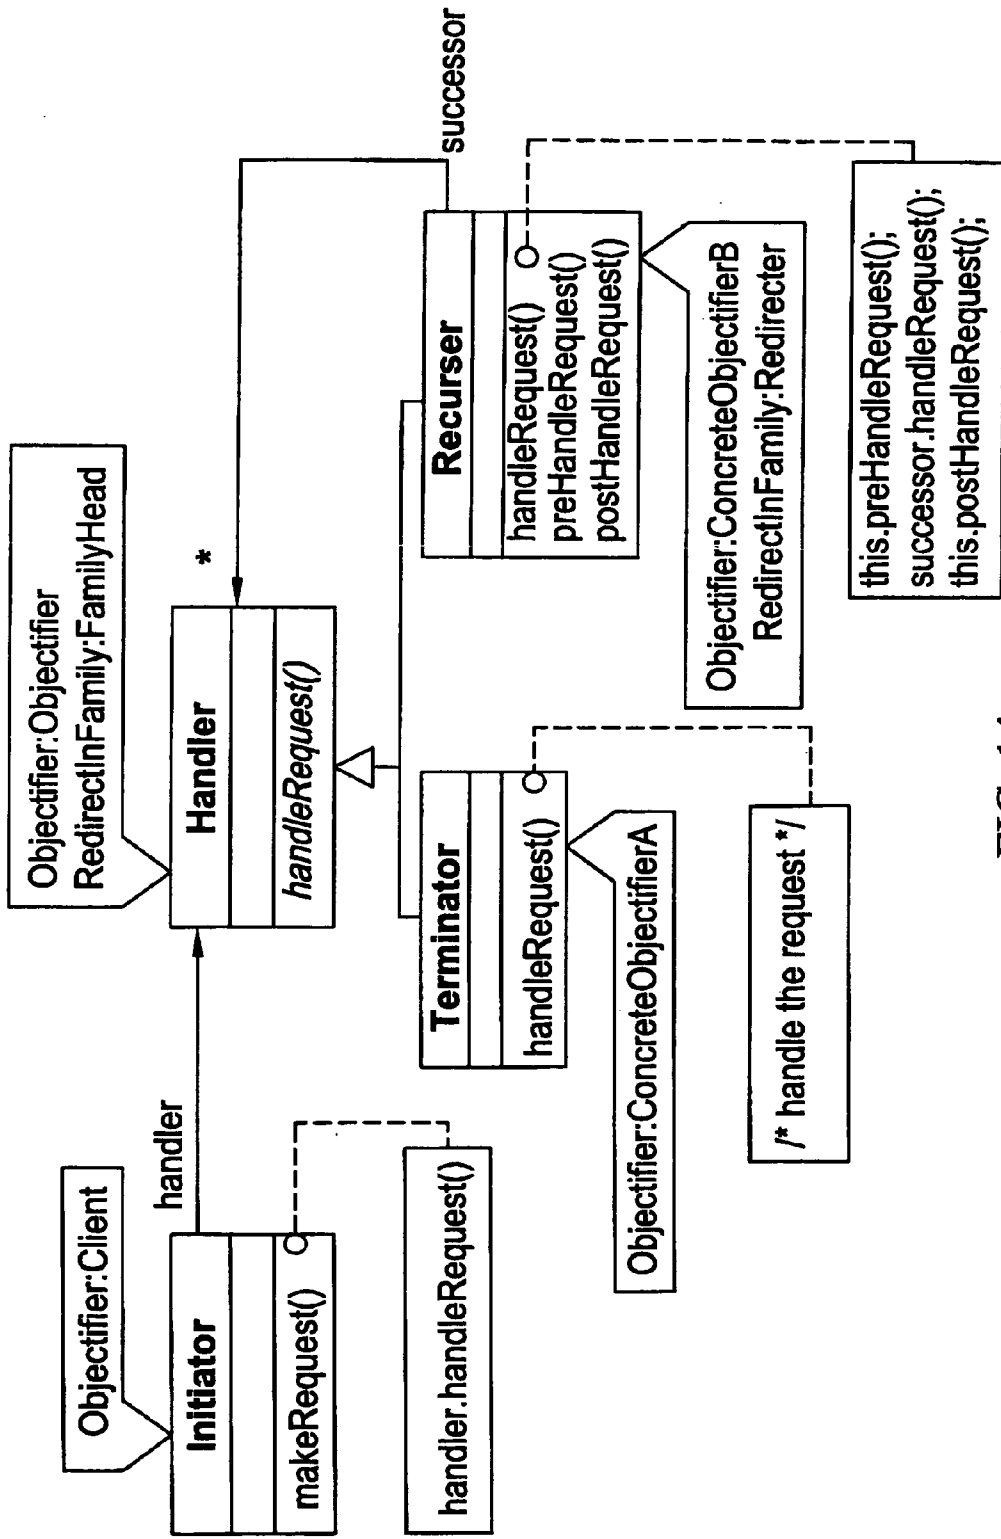 Objectifier:Client
Initiator
makeRequest()
handler.handleRequest()
handler
Objectifier:Objectifier
RedirectInFamily:FamilyHead
Handler
handleRequest()
*
successor
Terminator
handleRequest()
Objectifier:ConcreteObjectifierA
/* handle the request */
Recurser
handleRequest()
preHandleRequest()
postHandleRequest()
Objectifier:ConcreteObjectifierB
RedirectInFamily:Redirecter
this.preHandleRequest();
successor.handleRequest();
this.postHandleRequest();